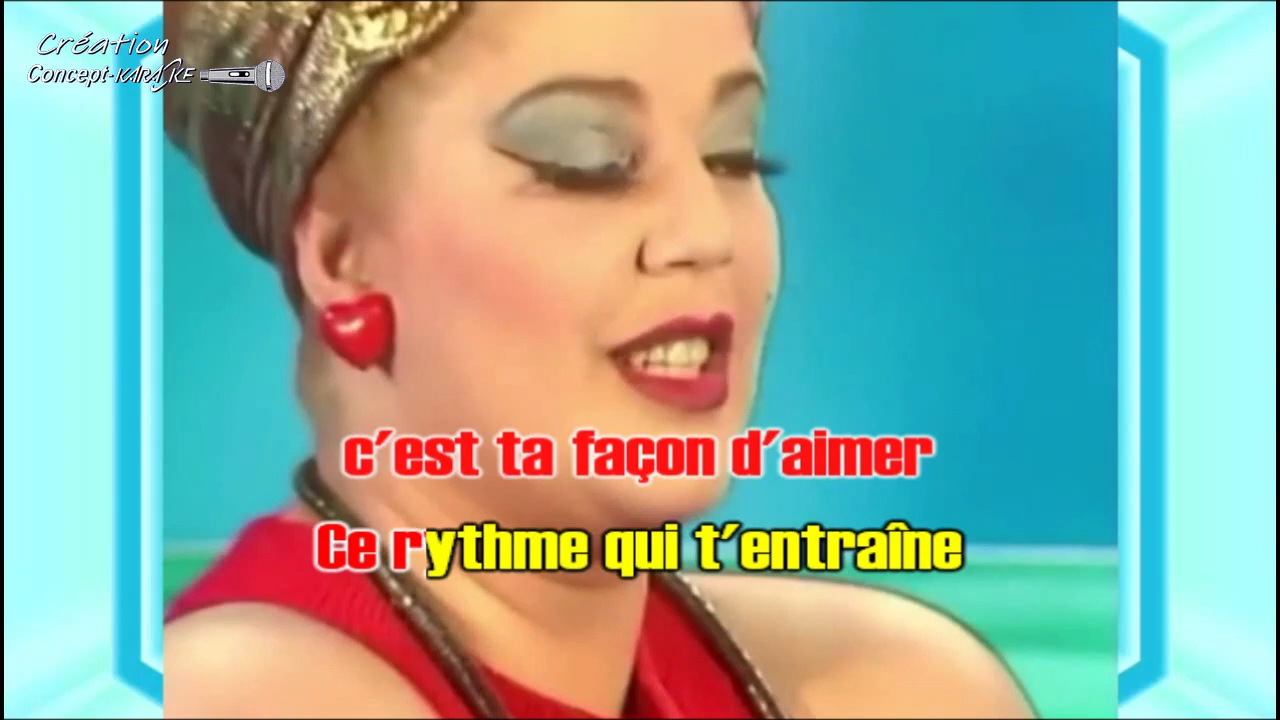 Création
Concept-KARAOKE
c'est ta façon d'aimer
Ce rythme qui t'entraîne